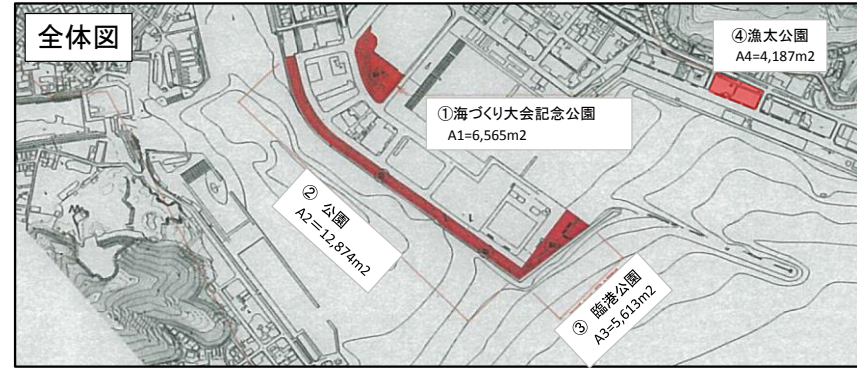 全体図
④漁太公園
A4=4,187m2
①海づくり大会記念公園
A1=6,565m2
② 公園
A2＝12,874m2
③ 臨港公園
A3=5,613m2